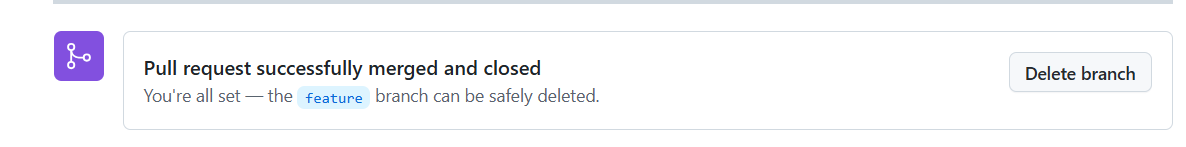 Pull request successfully merged and closed
You're all set — the feature branch can be safely deleted.
Delete branch